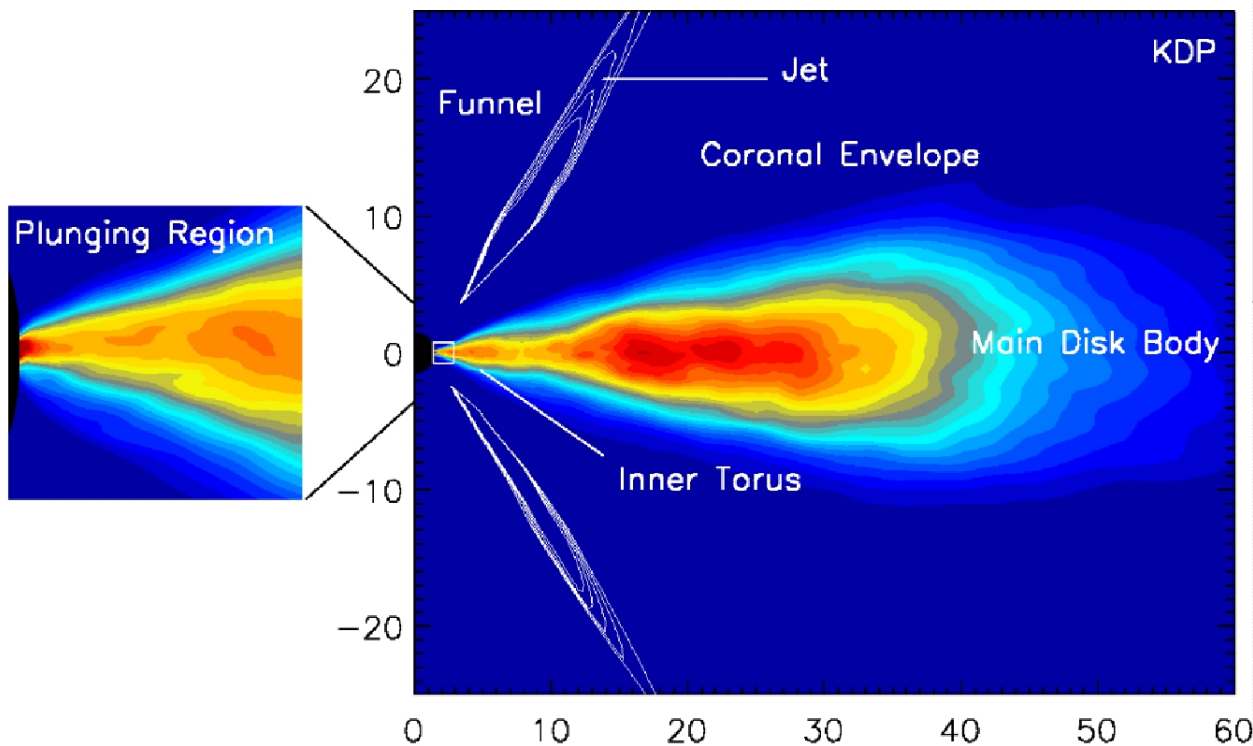 KDP
Jet
Funnel
Coronal Envelope
Plunging Region
Main Disk Body
Inner Torus
20
10
0
−10
−20
0 10 20 30 40 50 60